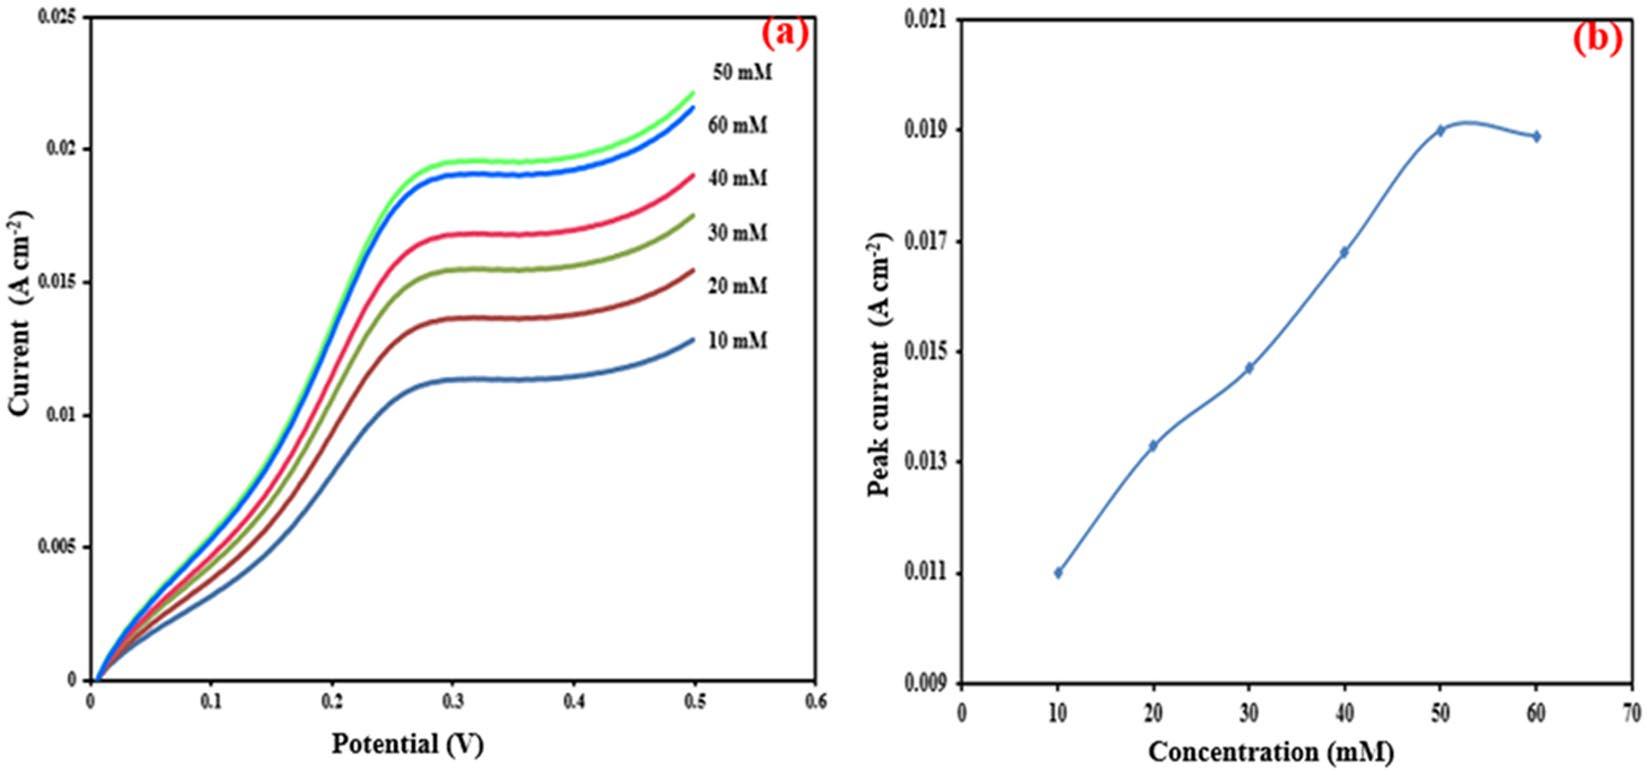 (a)
0.025
0.02
0.015
0.01
0.005
0
0 0.1 0.2 0.3 0.4 0.5 0.6
Current (A cm-2)
Potential (V)
50 mM
60 mM
40 mM
30 mM
20 mM
10 mM
(b)
0.021
0.019
0.017
0.015
0.013
0.011
0.009
0 10 20 30 40 50 60 70
Peak current (A cm-2)
Concentration (mM)